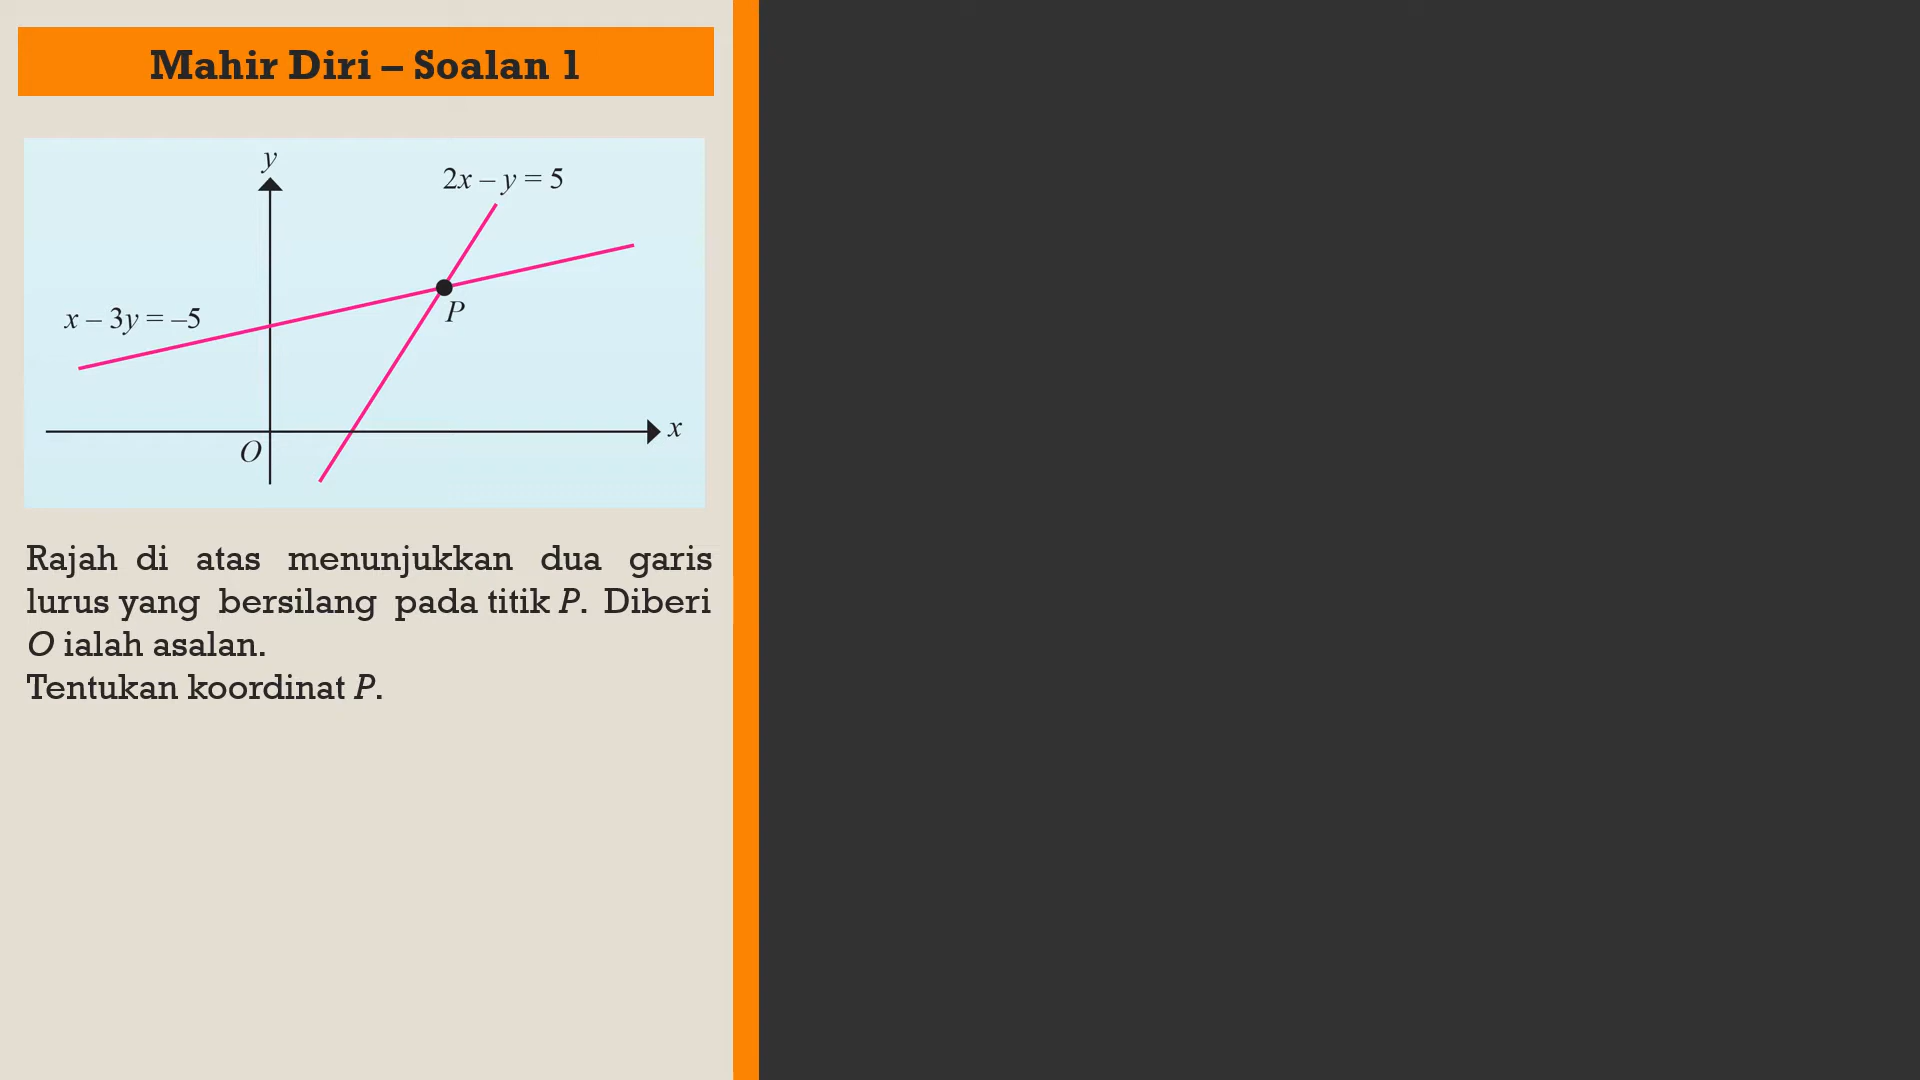 Mahir Diri – Soalan 1
y
2x – y = 5
x – 3y = –5
P
x
O
Rajah di atas menunjukkan dua garis
lurus yang bersilang pada titik P. Diberi
O ialah asalan.
Tentukan koordinat P.